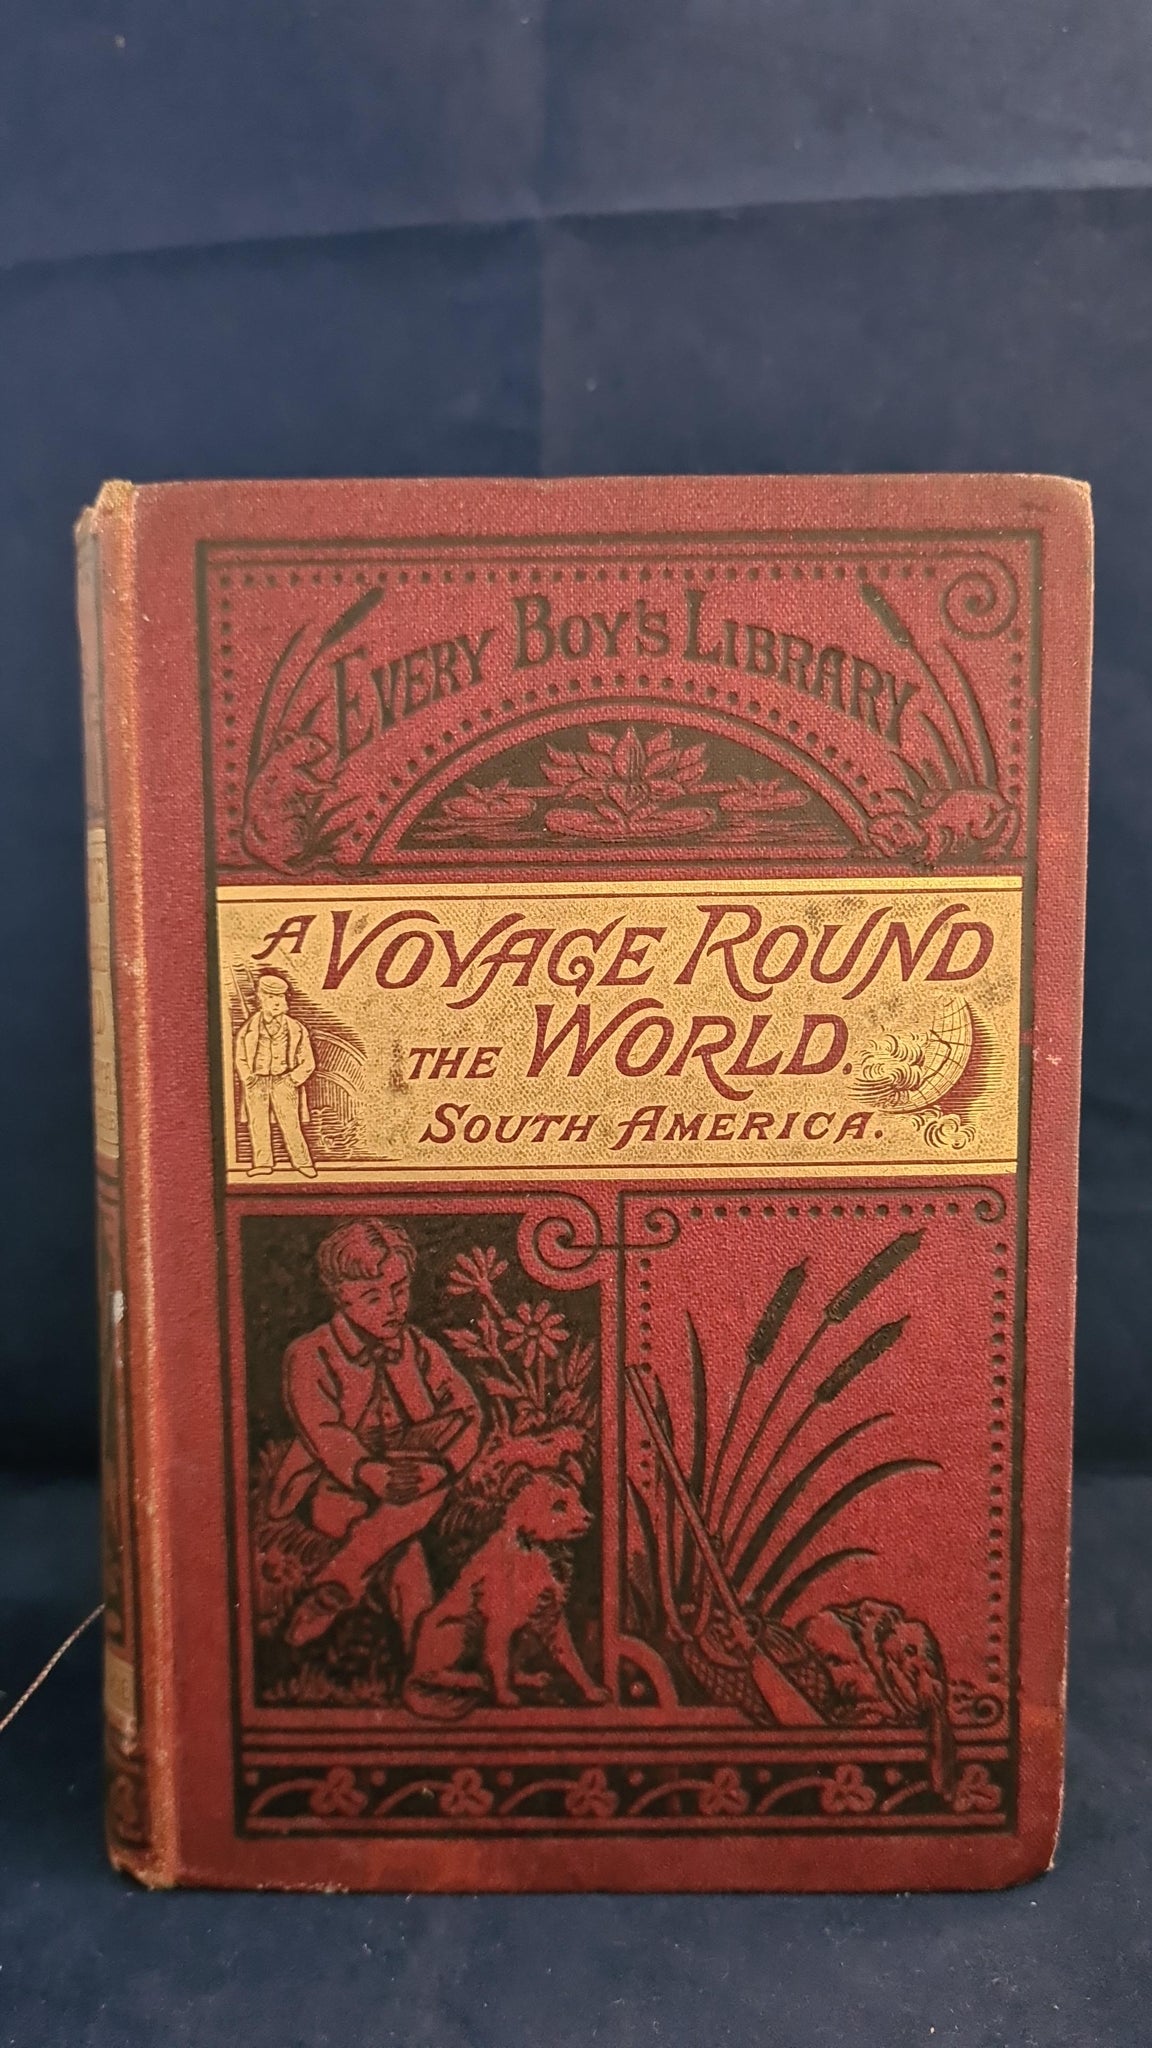 EVERY BOY'S LIBRARY
A VOYAGE ROUND
THE WORLD.
SOUTH AMERICA.